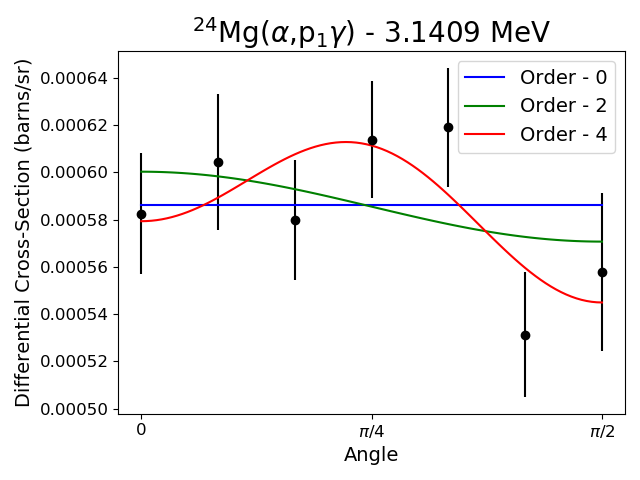 ²⁴Mg(α,p₁γ) - 3.1409 MeV
Differential Cross-Section (barns/sr)
0.00064
0.00062
0.00060
0.00058
0.00056
0.00054
0.00052
0.00050
Order - 0
Order - 2
Order - 4
0 π/4 π/2
Angle